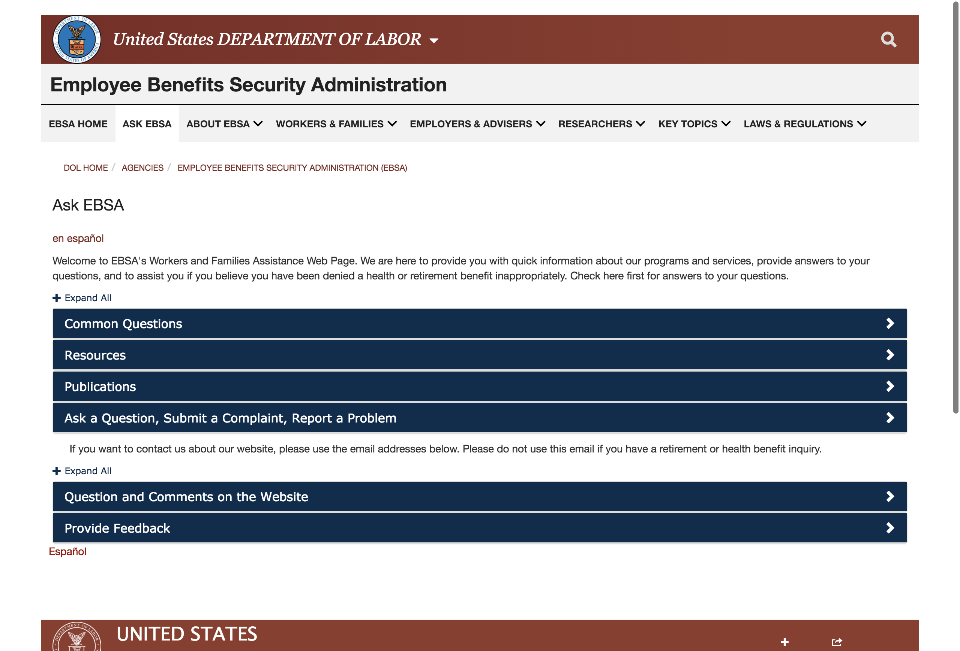 United States DEPARTMENT OF LABOR
Employee Benefits Security Administration
EBSA HOME ASK EBSA ABOUT EBSA WORKERS & FAMILIES EMPLOYERS & ADVISERS RESEARCHERS KEY TOPICS LAWS & REGULATIONS
DOL HOME / AGENCIES / EMPLOYEE BENEFITS SECURITY ADMINISTRATION (EBSA)
Ask EBSA
en español
Welcome to EBSA's Workers and Families Assistance Web Page. We are here to provide you with quick information about our programs and services, provide answers to your
questions, and to assist you if you believe you have been denied a health or retirement benefit inappropriately. Check here first for answers to your questions.
Expand All
Common Questions
Resources
Publications
Ask a Question, Submit a Complaint, Report a Problem
If you want to contact us about our website, please use the email addresses below. Please do not use this email if you have a retirement or health benefit inquiry.
Expand All
Question and Comments on the Website
Provide Feedback
Español
UNITED STATES